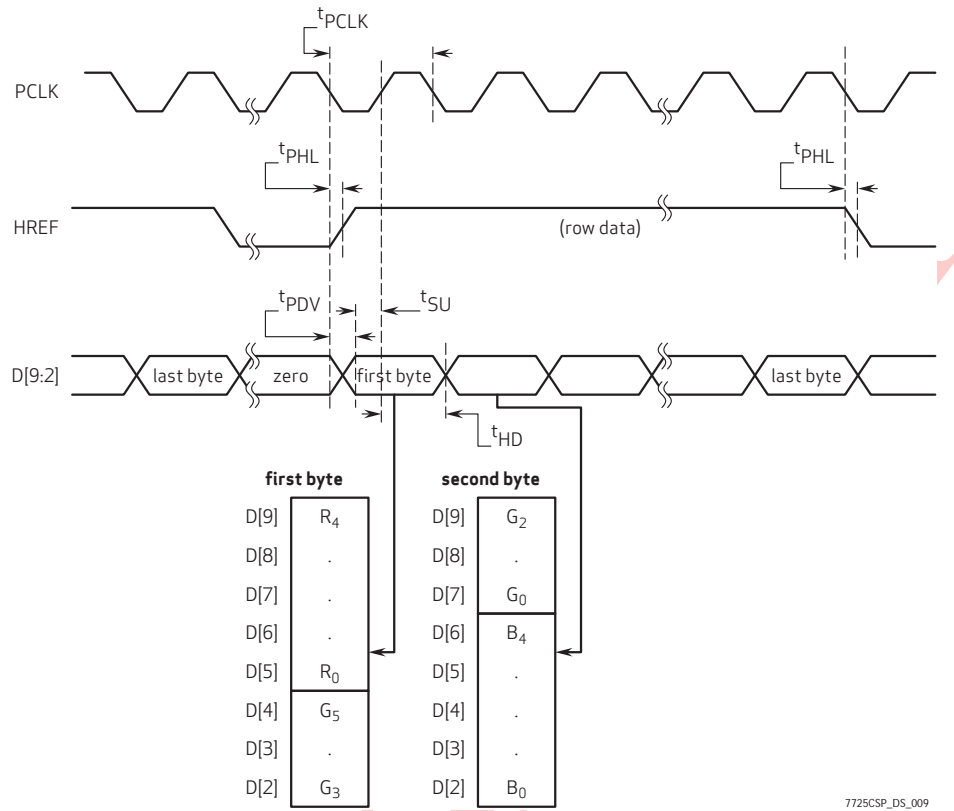 tPCLK
PCLK
tPHL
tPHL
HREF
(row data)
tPDV
tSU
D[9:2]
last byte
zero
first byte
last byte
tHD
first byte
D[9] R4
D[8] .
D[7] .
D[6] .
D[5] R0
D[4] G5
D[3] .
D[2] G3
second byte
D[9] G2
D[8] .
D[7] G0
D[6] B4
D[5] .
D[4] .
D[3] .
D[2] B0
7725CSP_DS_009